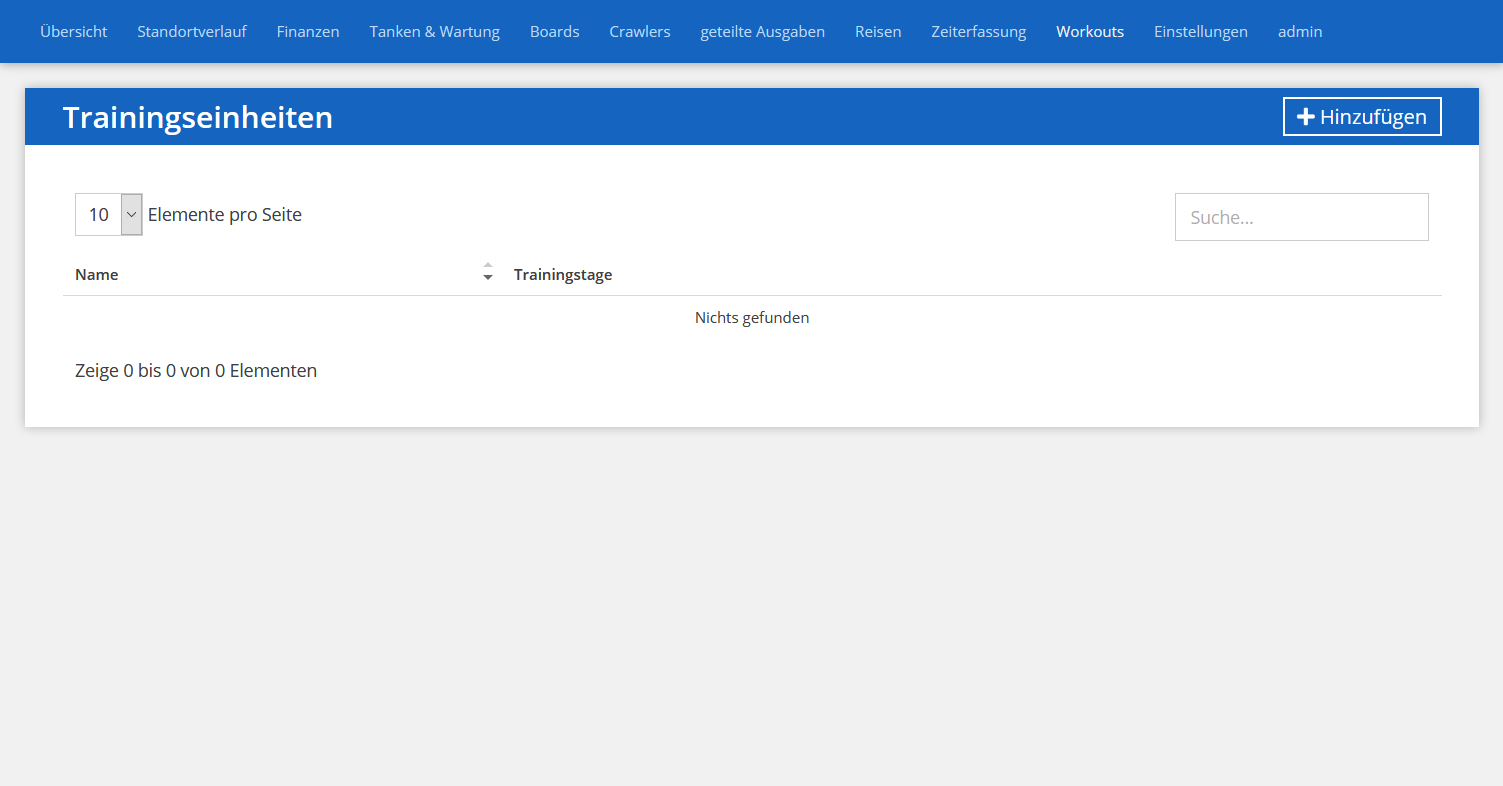 Übersicht Standortverlauf Finanzen Tanken & Wartung Boards Crawlers geteilte Ausgaben Reisen Zeiterfassung Workouts Einstellungen admin
Trainingseinheiten Hinzufügen
10 Elemente pro Seite Suche...
Name Trainingstage
Nichts gefunden
Zeige 0 bis 0 von 0 Elementen